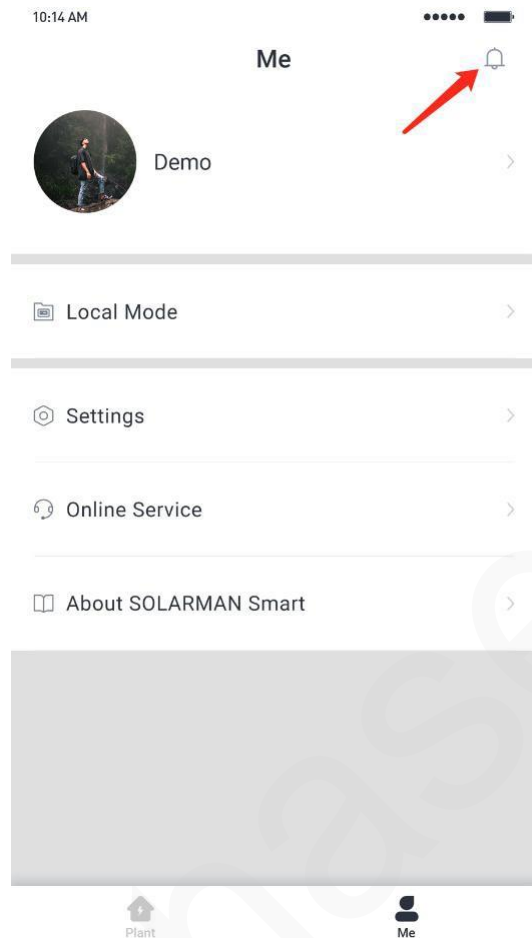 10:14 AM
Me
Demo
Local Mode
Settings
Online Service
About SOLARMAN Smart
Plant
Me